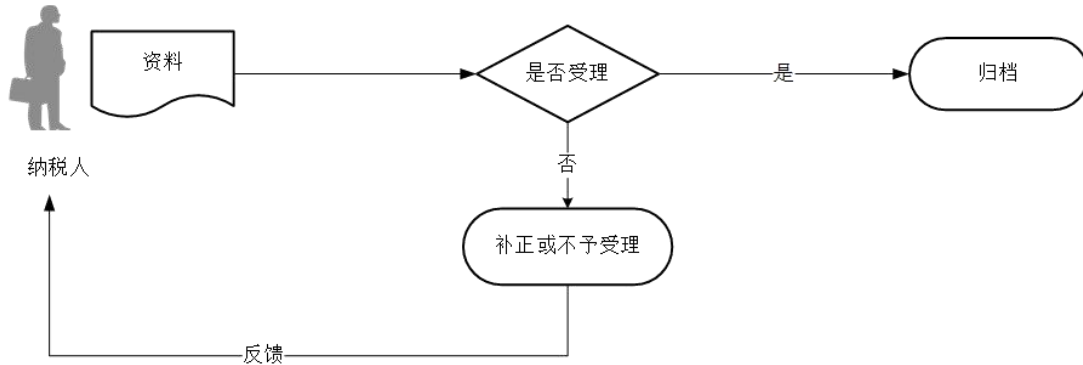 资料
是否受理
是
归档
纳税人
否
补正或不予受理
反馈